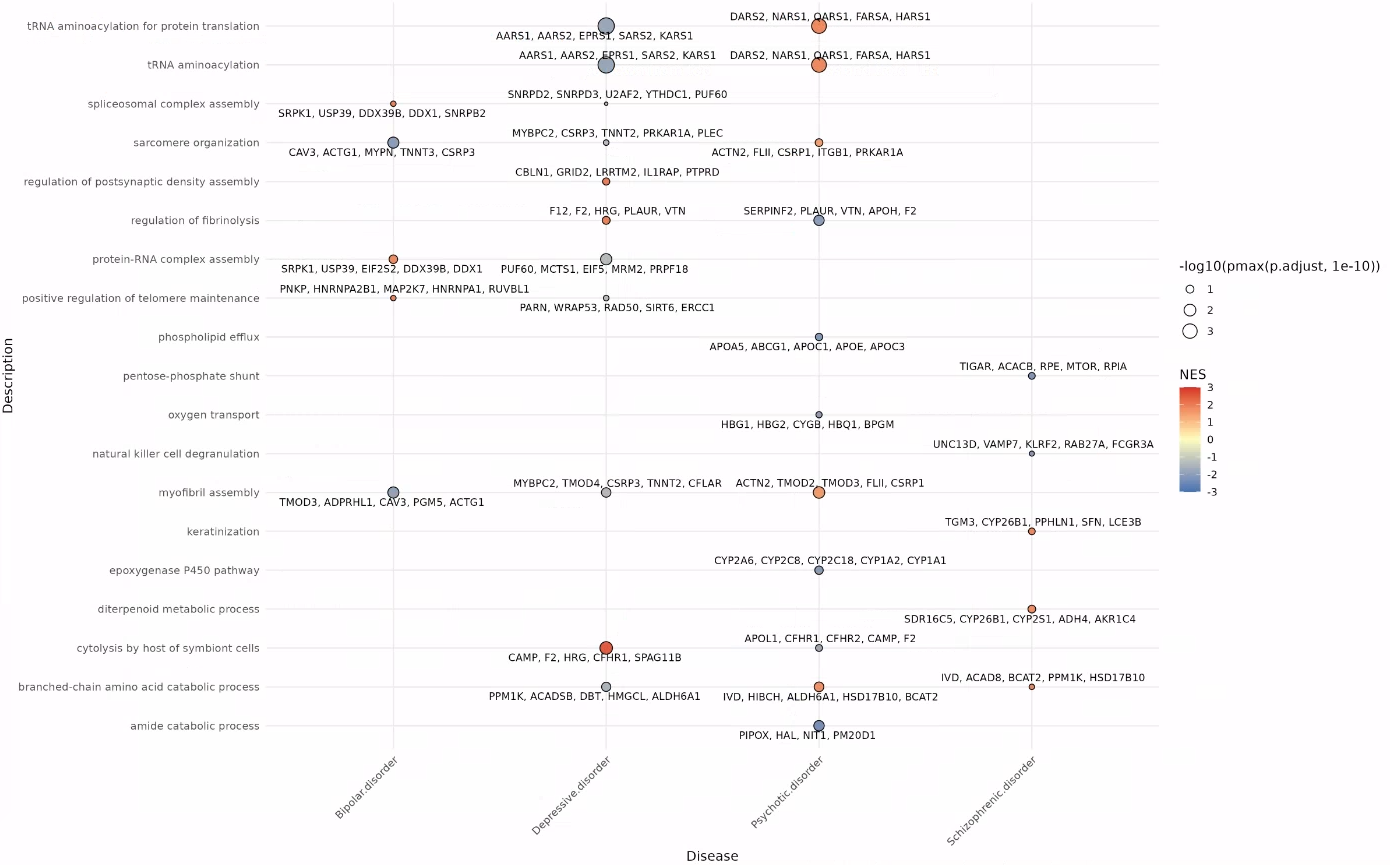 tRNA aminoacylation for protein translation
DARS2, NARS1, QARS1, FARSA, HARS1
AARS1, AARS2, EPRS1, SARS2, KARS1
tRNA aminoacylation
AARS1, AARS2, EPRS1, SARS2, KARS1
DARS2, NARS1, QARS1, FARSA, HARS1
spliceosomal complex assembly
SNRPD2, SNRPD3, U2AF2, YTHDC1, PUF60
SRPK1, USP39, DDX39B, DDX1, SNRPB2
sarcomere organization
MYBPC2, CSRP3, TNNT2, PRKAR1A, PLEC
CAV3, ACTG1, MYPN, TNNT3, CSRP3
ACTN2, FLII, CSRP1, ITGB1, PRKAR1A
regulation of postsynaptic density assembly
CBLN1, GRID2, LRRTM2, IL1RAP, PTPRD
regulation of fibrinolysis
F12, F2, HRG, PLAUR, VTN
SERPINF2, PLAUR, VTN, APOH, F2
protein-RNA complex assembly
SRPK1, USP39, EIF2S2, DDX39B, DDX1
PUF60, MCTS1, EIF5, MRM2, PRPF18
positive regulation of telomere maintenance
PNKP, HNRNPA2B1, MAP2K7, HNRNPA1, RUVBL1
PARN, WRAP53, RAD50, SIRT6, ERCC1
phospholipid efflux
APOA5, ABCG1, APOC1, APOE, APOC3
pentose-phosphate shunt
TIGAR, ACACB, RPE, MTOR, RPIA
oxygen transport
HBG1, HBG2, CYGB, HBQ1, BPGM
natural killer cell degranulation
UNC13D, VAMP7, KLRF2, RAB27A, FCGR3A
myofibril assembly
MYBPC2, TMOD4, CSRP3, TNNT2, CFLAR
ACTN2, TMOD2, TMOD3, FLII, CSRP1
TMOD3, ADPRHL1, CAV3, PGM5, ACTG1
keratinization
TGM3, CYP26B1, PPHLN1, SFN, LCE3B
epoxygenase P450 pathway
CYP2A6, CYP2C8, CYP2C18, CYP1A2, CYP1A1
diterpenoid metabolic process
SDR16C5, CYP26B1, CYP2S1, ADH4, AKR1C4
cytolysis by host of symbiont cells
APOL1, CFHR1, CFHR2, CAMP, F2
CAMP, F2, HRG, CFHR1, SPAG11B
branched-chain amino acid catabolic process
IVD, ACAD8, BCAT2, PPM1K, HSD17B10
PPM1K, ACADSB, DBT, HMGCL, ALDH6A1
IVD, HIBCH, ALDH6A1, HSD17B10, BCAT2
amide catabolic process
PIPOX, HAL, NIT1, PM20D1
Description
Bipolar.disorder
Depressive.disorder
Psychotic.disorder
Schizophrenic.disorder
Disease
-log10(pmax(p.adjust, 1e-10))
1
2
3
NES
3
2
1
0
-1
-2
-3